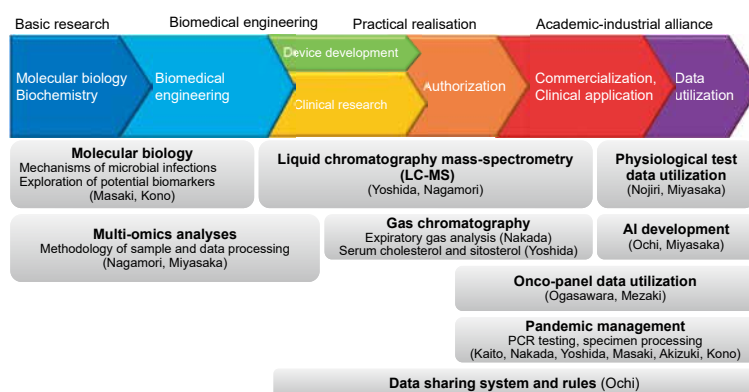 Basic research
Biomedical engineering
Practical realisation
Academic-industrial alliance
Molecular biology
Biochemistry
Biomedical
engineering
Device development
Clinical research
Authorization
Commercialization,
Clinical application
Data
utilization
Molecular biology
Mechanisms of microbial infections
Exploration of potential biomarkers
(Masaki, Kono)
Liquid chromatography mass-spectrometry
(LC-MS)
(Yoshida, Nagamori)
Physiological test
data utilization
(Nojiri, Miyasaka)
Multi-omics analyses
Methodology of sample and data processing
(Nagamori, Miyasaka)
Gas chromatography
Expiratory gas analysis (Nakada)
Serum cholesterol and sitosterol (Yoshida)
AI development
(Ochi, Miyasaka)
Onco-panel data utilization
(Ogasawara, Mezaki)
Pandemic management
PCR testing, specimen processing
(Kaito, Nakada, Yoshida, Masaki, Akizuki, Kono)
Data sharing system and rules (Ochi)